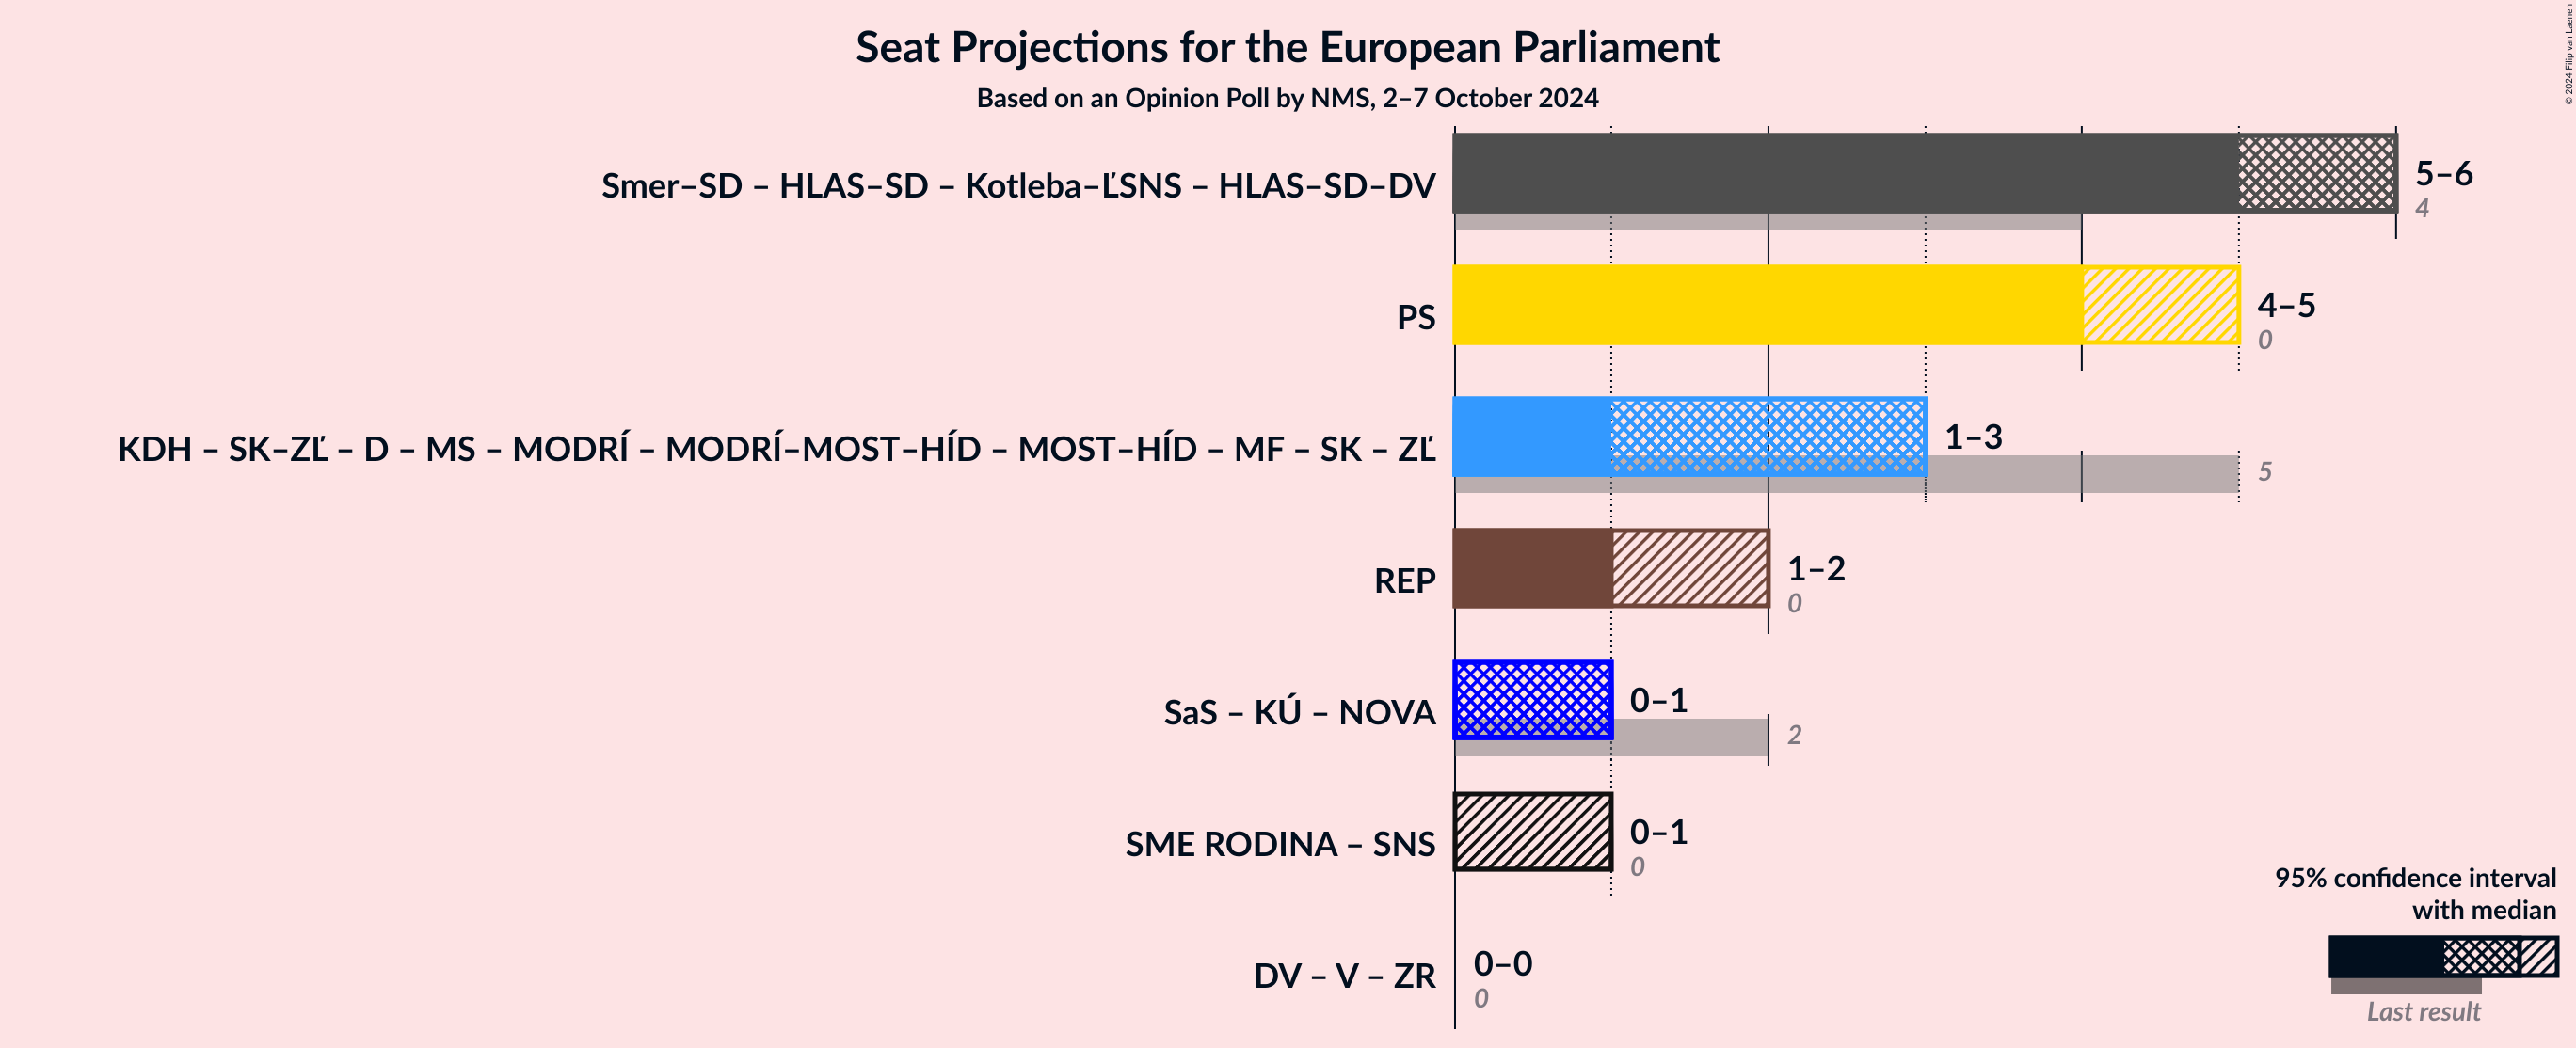 Seat Projections for the European Parliament
Based on an Opinion Poll by NMS, 2–7 October 2024
© 2024 Filip van Laenen
Smer–SD – HLAS–SD – Kotleba–ĽSNS – HLAS–SD–DV
5–6
4
PS
4–5
0
KDH – SK–ZĽ – D – MS – MODRÍ – MODRÍ–MOST–HÍD – MOST–HÍD – MF – SK – ZĽ
1–3
5
REP
1–2
0
SaS – KÚ – NOVA
0–1
2
SME RODINA – SNS
0–1
0
DV – V – ZR
0–0
0
95% confidence interval
with median
Last result